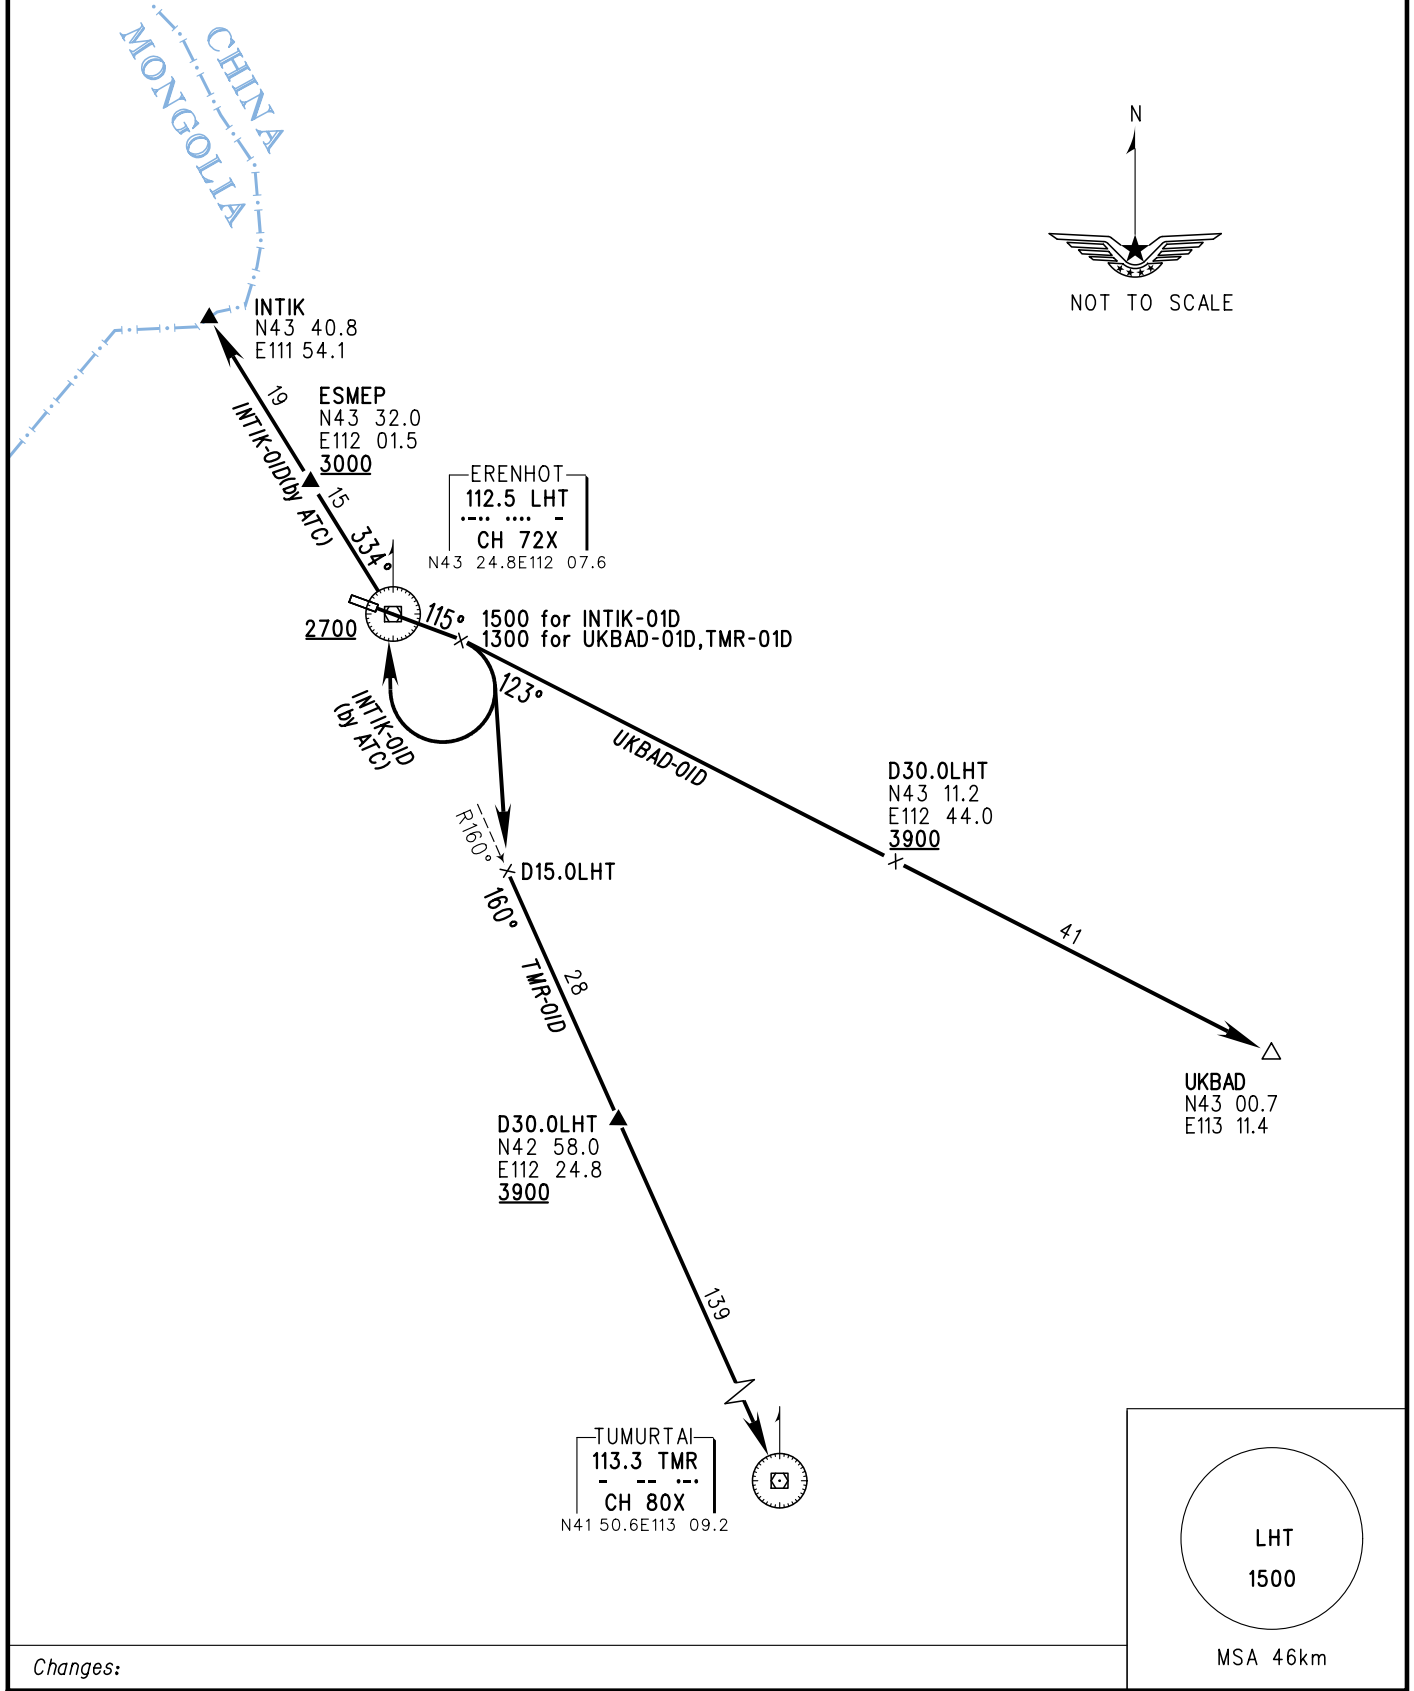 CHINA
MONGOLIA
N
NOT TO SCALE
INTIK
N43 40.8
E111 54.1
19
ESMEP
N43 32.0
E112 01.5
3000
INTIK-01D(by ATC)
15
334°
ERENHOT
112.5 LHT
CH 72X
N43 24.8E112 07.6
2700
115°
1500 for INTIK-01D
1300 for UKBAD-01D,TMR-01D
123°
INTIK-01D
(by ATC)
UKBAD-01D
D30.0LHT
N43 11.2
E112 44.0
3900
R160°
D15.0LHT
160°
41
28
TMR-01D
UKBAD
N43 00.7
E113 11.4
D30.0LHT
N42 58.0
E112 24.8
3900
139
TUMURTAI
113.3 TMR
CH 80X
N41 50.6E113 09.2
LHT
1500
MSA 46km
Changes: